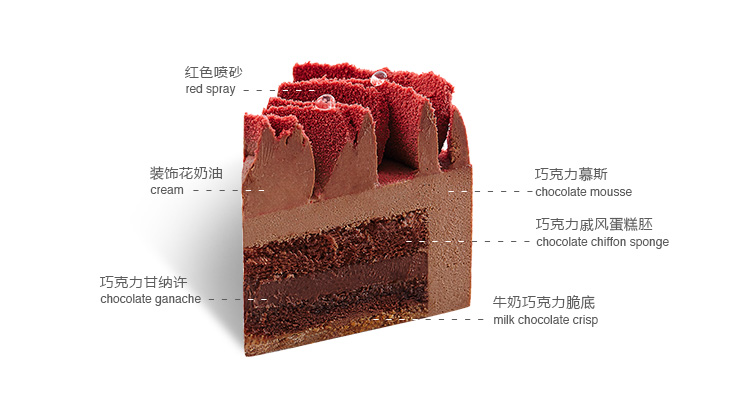 红色喷砂
red spray
装饰花奶油
cream
巧克力慕斯
chocolate mousse
巧克力戚风蛋糕胚
chocolate chiffon sponge
巧克力甘纳许
chocolate ganache
牛奶巧克力脆底
milk chocolate crisp